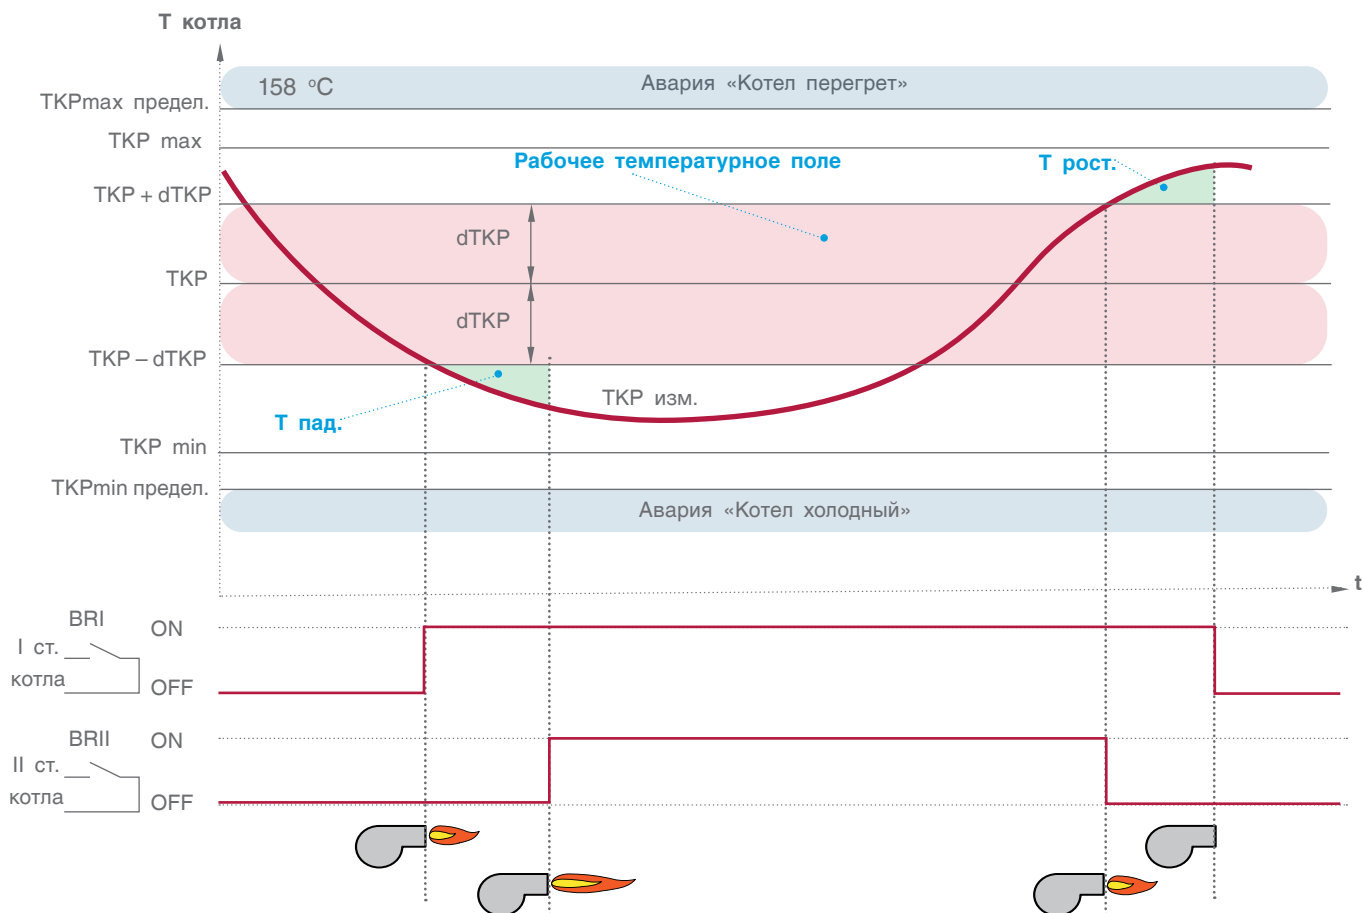 Т котла
158 °C
Авария «Котел перегрет»
ТКРmax предел.
ТКР max
Рабочее температурное поле
Т рост.
ТКР + dТКР
dТКР
ТКР
dТКР
ТКР – dТКР
ТКР изм.
Т пад.
ТКР min
ТКРmin предел.
Авария «Котел холодный»
t
BRI
ON
I ст.
котла
OFF
BRII
ON
II ст.
котла
OFF